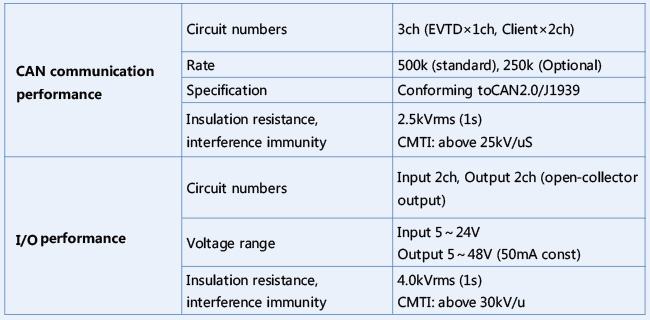 CAN communication
performance
Circuit numbers
3ch (EVTD×1ch, Client×2ch)
Rate
500k (standard), 250k (Optional)
Specification
Conforming toCAN2.0/J1939
Insulation resistance,
interference immunity
2.5kVrms (1s)
CMTI: above 25kV/uS
I/O performance
Circuit numbers
Input 2ch, Output 2ch (open-collector
output)
Voltage range
Input 5~24V
Output 5~48V (50mA const)
Insulation resistance,
interference immunity
4.0kVrms (1s)
CMTI: above 30kV/u